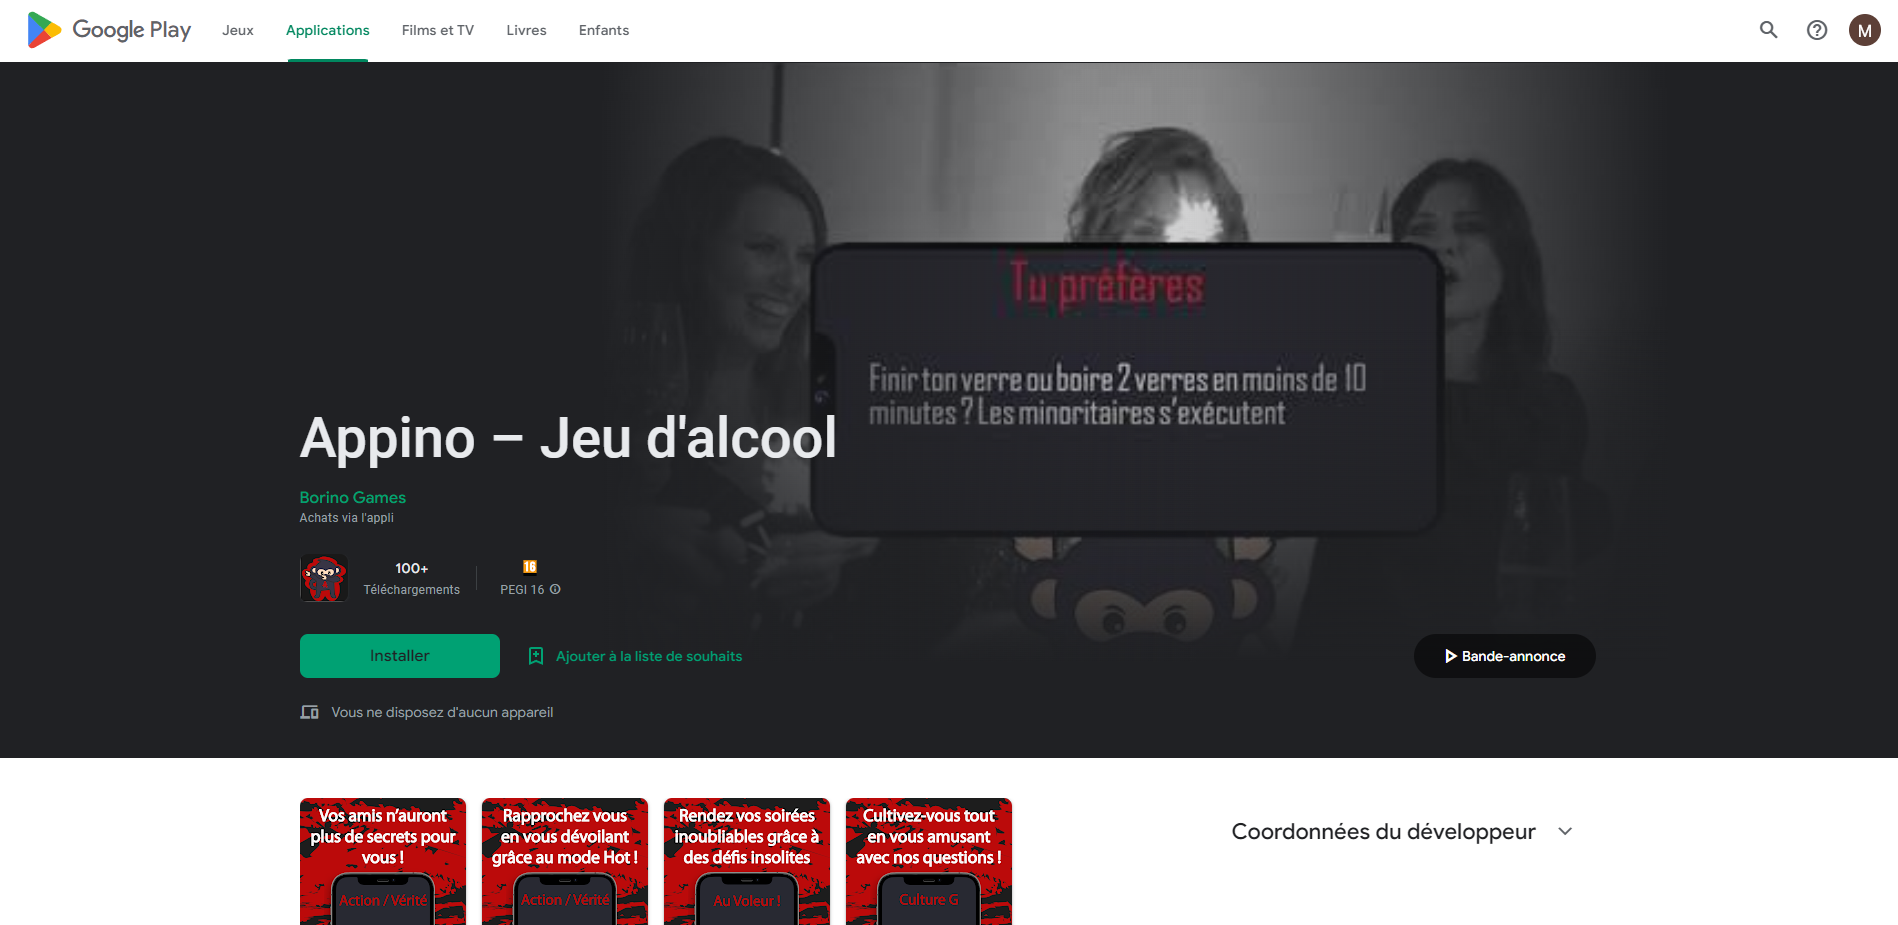 Google Play
Jeux
Applications
Films et TV
Livres
Enfants
M
Tu préfères
Finir ton verre ou boire 2 verres en moins de 10
minutes ? Les minoritaires s'exécutent
Appino – Jeu d'alcool
Borino Games
Achats via l'appli
100+
Téléchargements
16
PEGI 16
Installer
Ajouter à la liste de souhaits
Bande-annonce
Vous ne disposez d'aucun appareil
Vos amis n'auront
plus de secrets pour
vous !
Action / Vérité
Rapprochez vous
en vous dévoilant
grâce au mode Hot !
Action / Vérité
Rendez vos soirées
inoubliables grâce à
des défis insolites
Au Voleur !
Cultivez-vous tout
en vous amusant
avec nos questions !
Culture G
Coordonnées du développeur